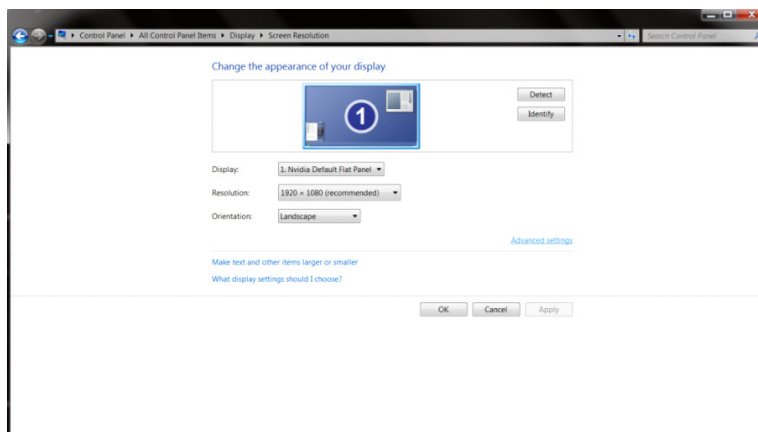 Control Panel All Control Panel Items Display Screen Resolution
Search Control Panel
Change the appearance of your display
1
Detect
Identify
Display: 1. Nvidia Default Flat Panel
Resolution: 1920 × 1080 (recommended)
Orientation: Landscape
Advanced settings
Make text and other items larger or smaller
What display settings should I choose?
OK Cancel Apply